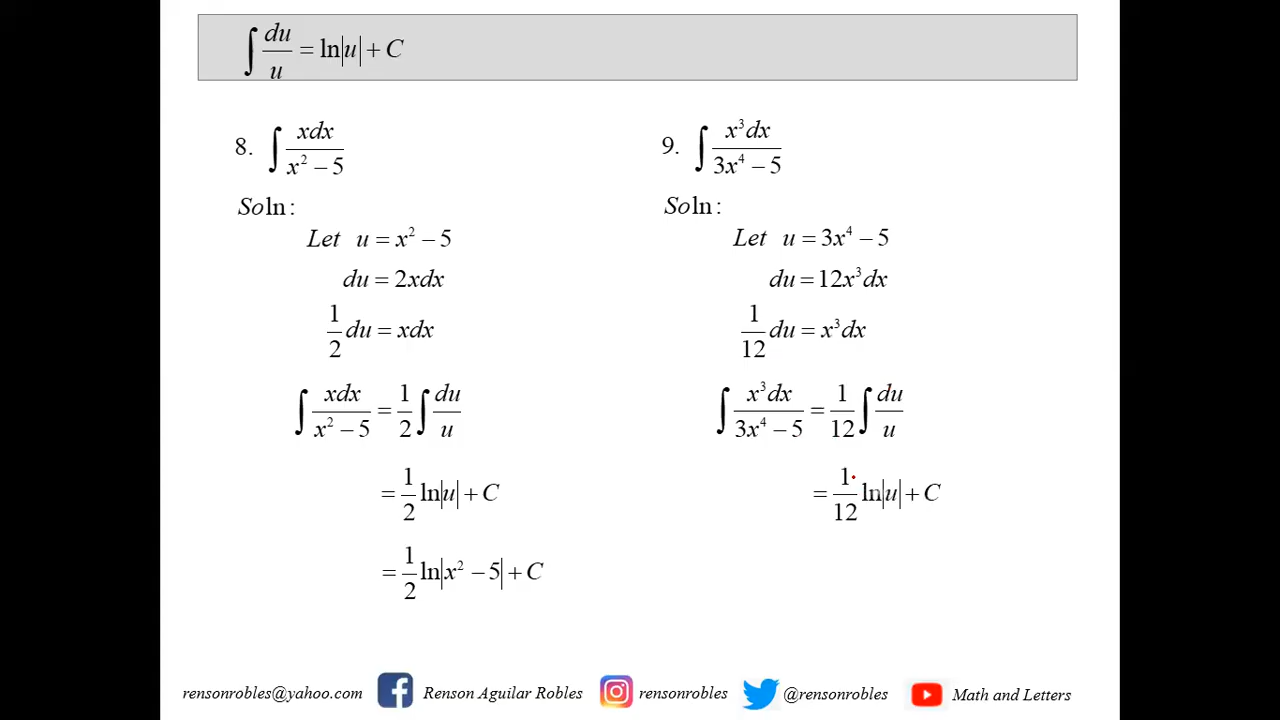 ∫ du/u = ln|u| + C
8. ∫ xdx/(x² − 5)
Soln:
Let u = x² − 5
du = 2xdx
1/2 du = xdx
∫ xdx/(x² − 5) = 1/2 ∫ du/u
= 1/2 ln|u| + C
= 1/2 ln|x² − 5| + C
9. ∫ x³dx/(3x⁴ − 5)
Soln:
Let u = 3x⁴ − 5
du = 12x³dx
1/12 du = x³dx
∫ x³dx/(3x⁴ − 5) = 1/12 ∫ du/u
= 1/12 ln|u| + C
rensonrobles@yahoo.com Renson Aguilar Robles rensonrobles @rensonrobles Math and Letters